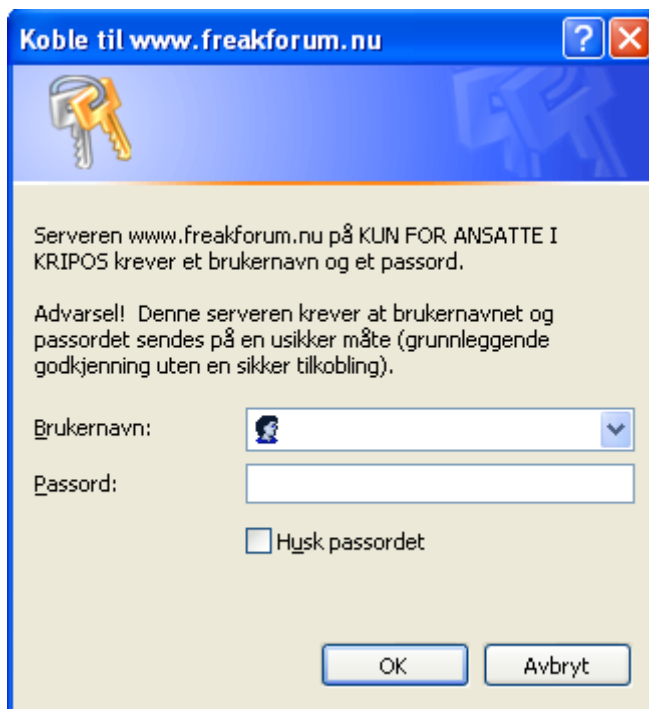 Koble til www.freakforum.nu
Serveren www.freakforum.nu på KUN FOR ANSATTE I
KRIPOS krever et brukernavn og et passord.
Advarsel! Denne serveren krever at brukernavnet og
passordet sendes på en usikker måte (grunnleggende
godkjenning uten en sikker tilkobling).
Brukernavn:
Passord:
Husk passordet
OK Avbryt